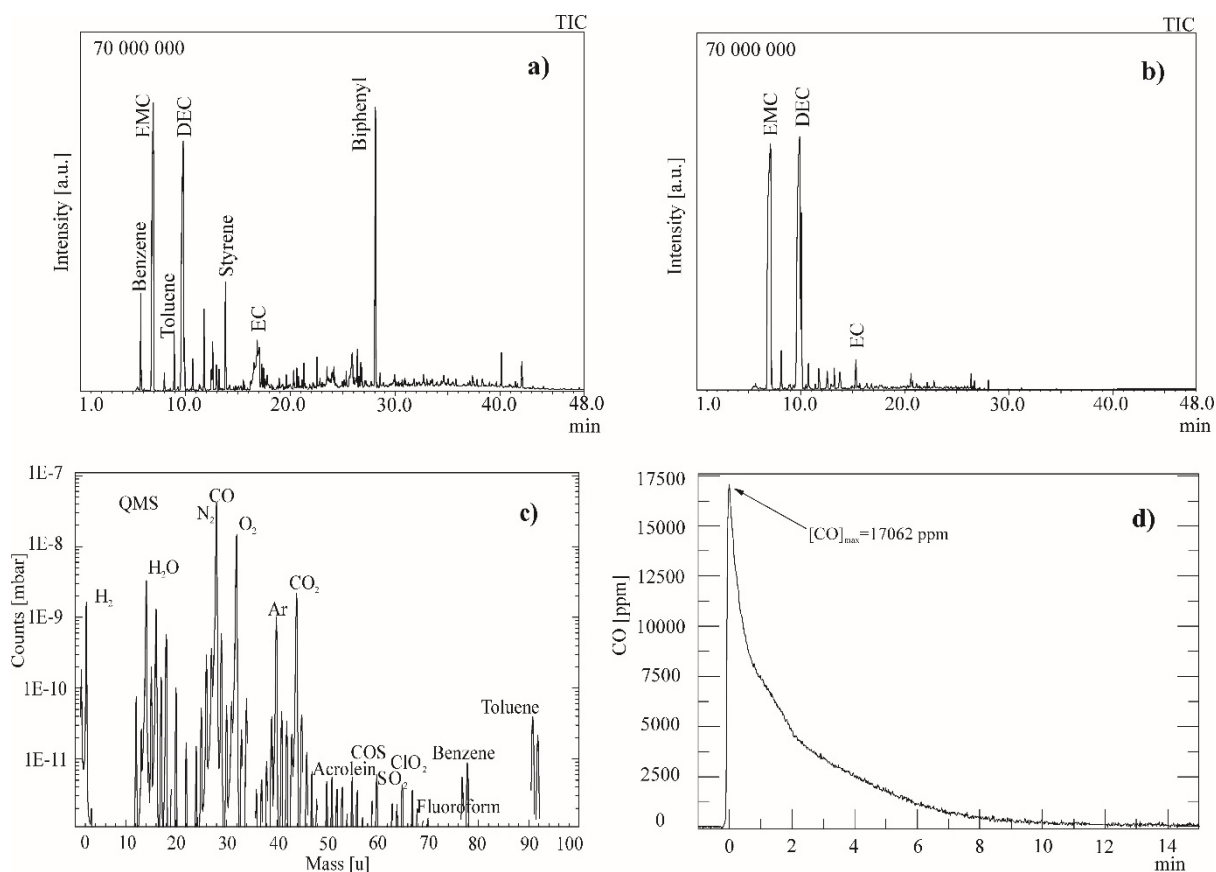 TIC
70 000 000
a)
Intensity [a.u.]
Benzene
EMC
Toluene
DEC
Styrene
EC
Biphenyl
1.0 10.0 20.0 30.0 40.0 48.0
min
TIC
70 000 000
b)
Intensity [a.u.]
EMC
DEC
EC
1.0 10.0 20.0 30.0 40.0 48.0
min
1E-7
1E-8
1E-9
1E-10
1E-11
Counts [mbar]
QMS
c)
H₂
H₂O
N₂
CO
O₂
Ar
CO₂
Acrolein
COS
SO₂
ClO₂
Fluoroform
Benzene
Toluene
0 10 20 30 40 50 60 70 80 90 100
Mass [u]
17500
15000
12500
10000
7500
5000
2500
0
CO [ppm]
d)
[CO]max=17062 ppm
0 2 4 6 8 10 12 14
min